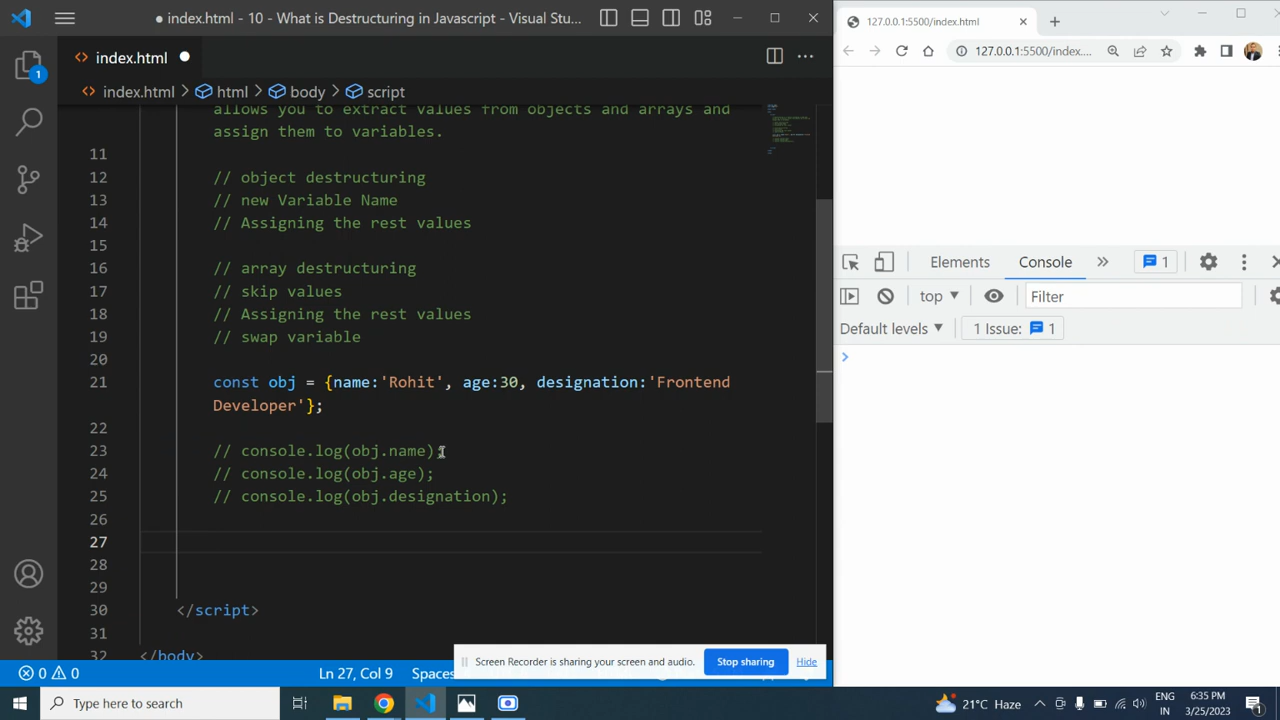 ● index.html - 10 - What is Destructuring in Javascript - Visual Stu...
index.html ●
index.html > html > body > script
allows you to extract values from objects and arrays and
assign them to variables.
11
12 // object destructuring
13 // new Variable Name
14 // Assigning the rest values
15
16 // array destructuring
17 // skip values
18 // Assigning the rest values
19 // swap variable
20
21 const obj = {name:'Rohit', age:30, designation:'Frontend
Developer'};
22
23 // console.log(obj.name);
24 // console.log(obj.age);
25 // console.log(obj.designation);
26
27
28
29
30 </script>
31
32 </body>
1
0 0
Ln 27, Col 9 Spaces
Screen Recorder is sharing your screen and audio. Stop sharing Hide
127.0.0.1:5500/index.html
127.0.0.1:5500/index....
Elements Console » 1
top ▼ Filter
Default levels ▼ 1 Issue: 1
Type here to search
21°C Haze
ENG
IN
6:35 PM
3/25/2023
1